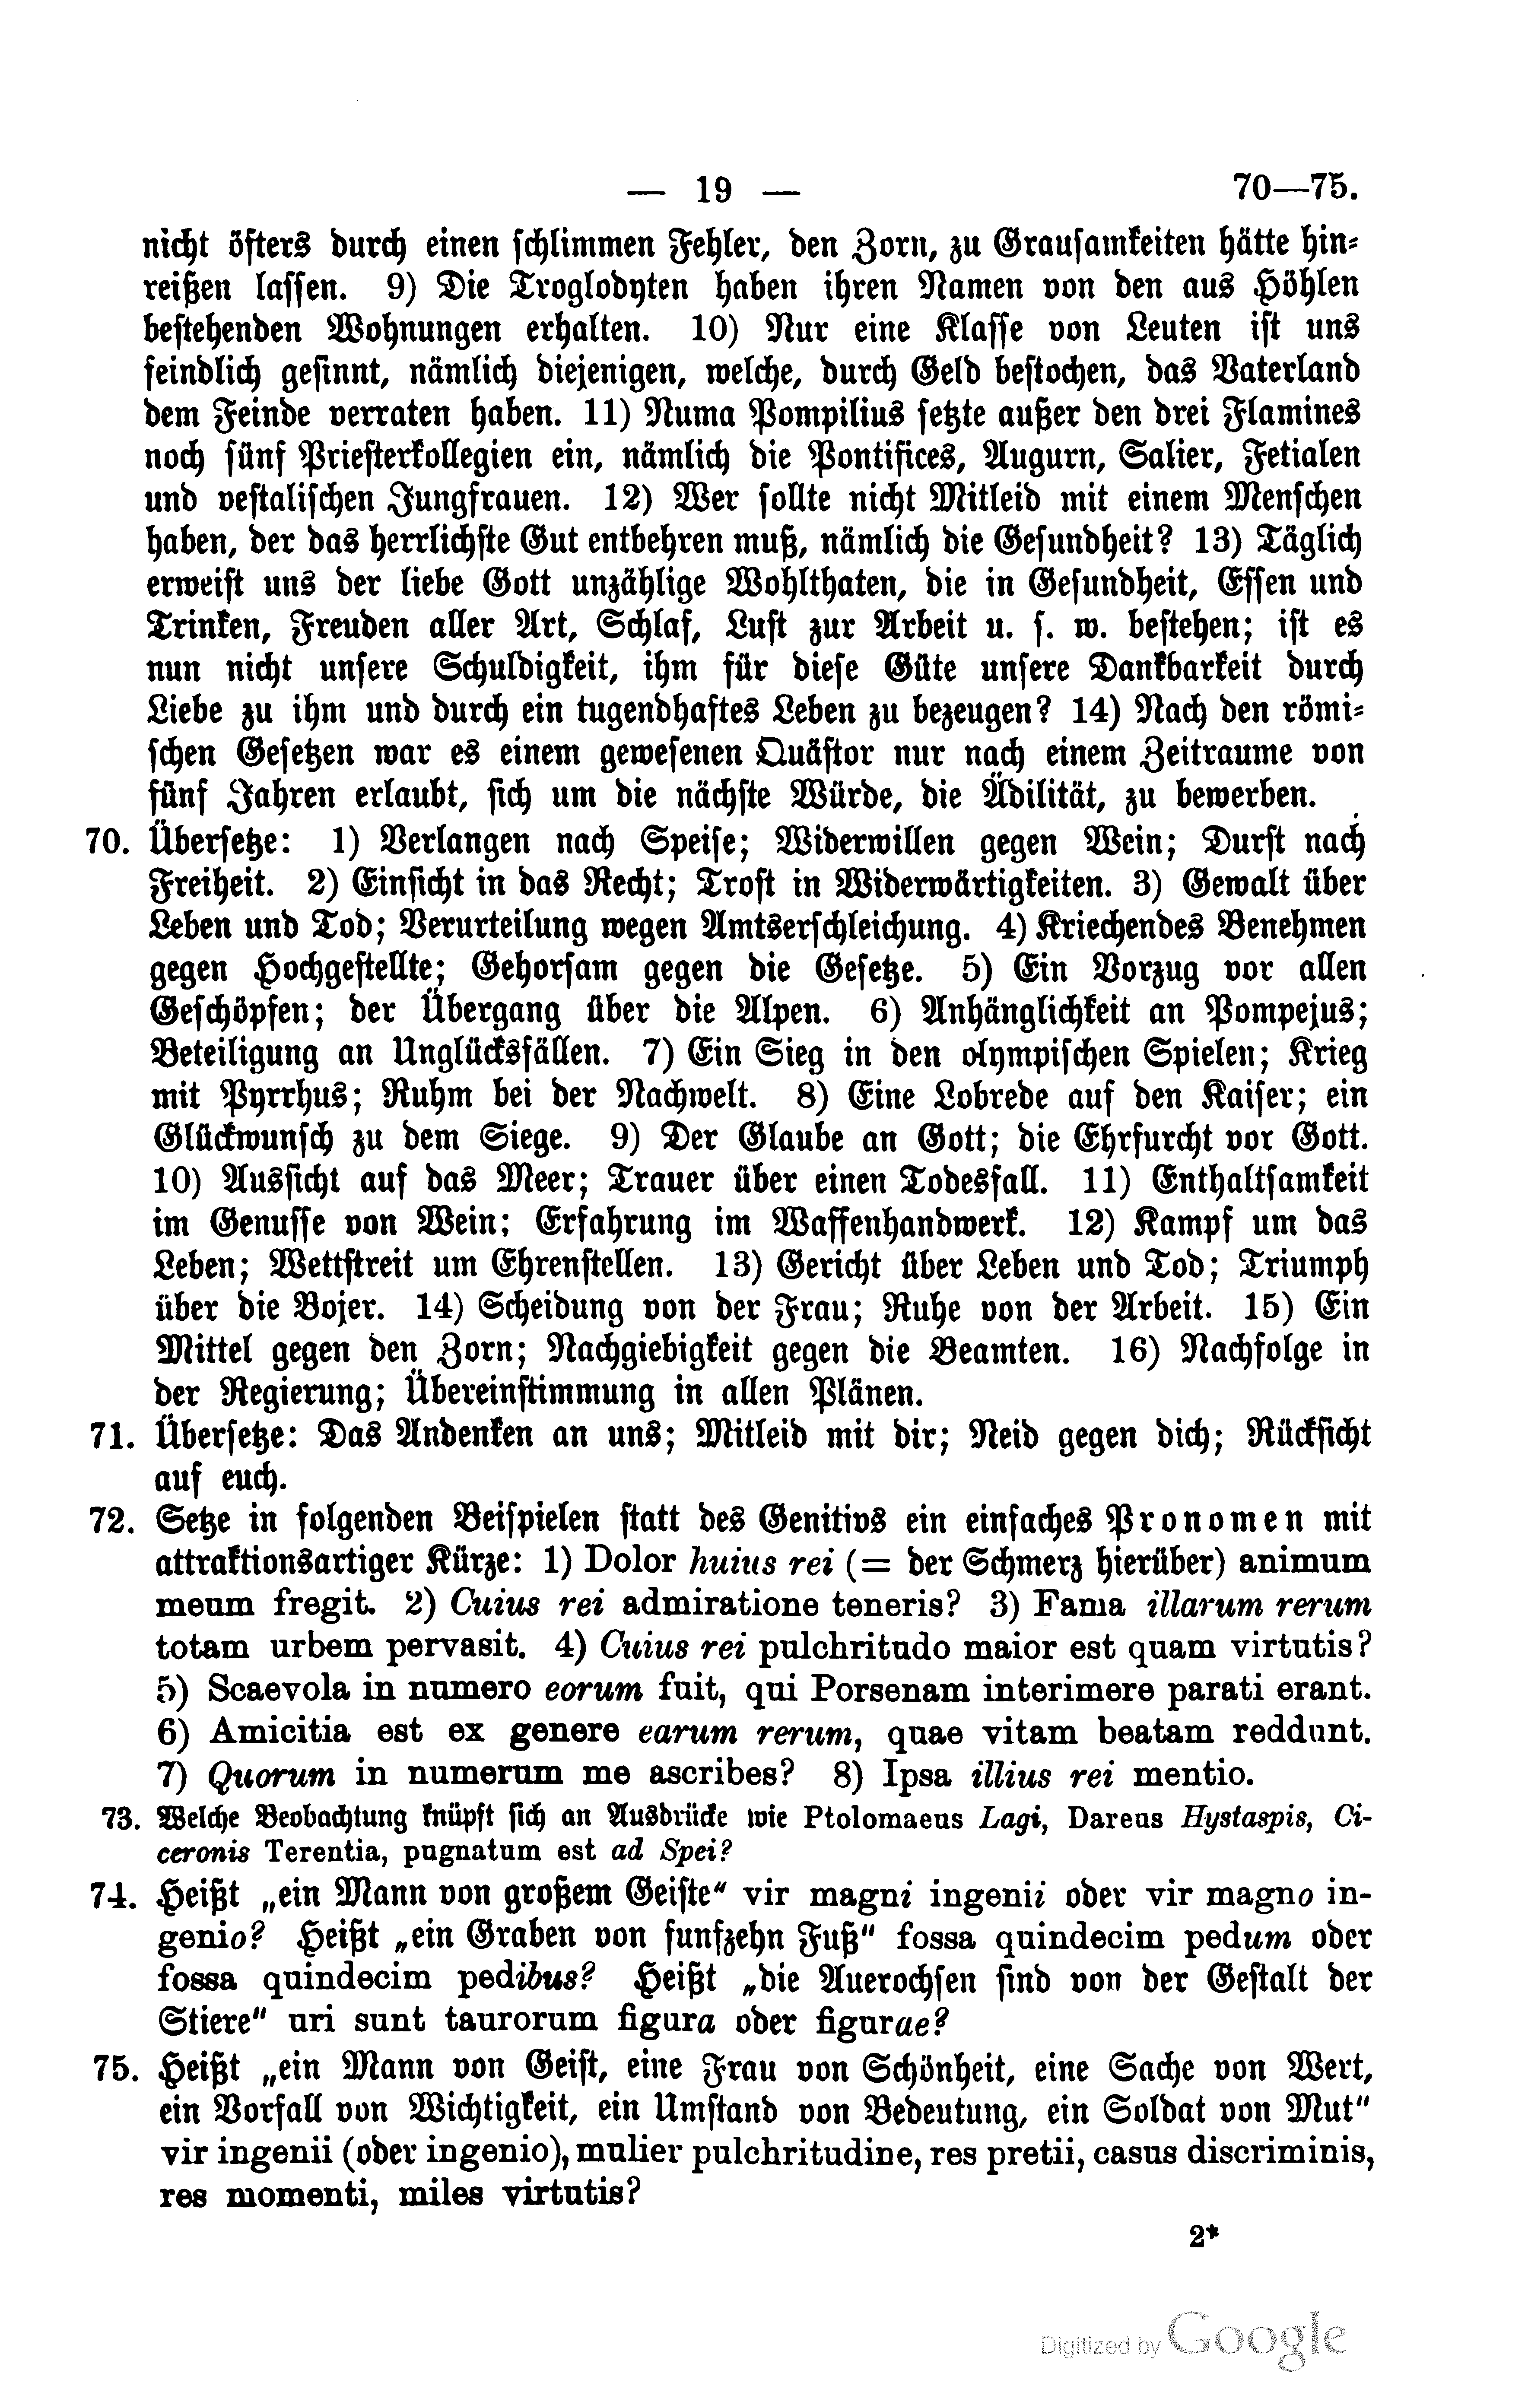 — 19 — 70—75.
nicht öfters durch einen schlimmen Fehler, den Zorn, zu Grausamkeiten hätte hin-
reißen lassen. 9) Die Troglodyten haben ihren Namen von den aus Höhlen
bestehenden Wohnungen erhalten. 10) Nur eine Klasse von Leuten ist uns
feindlich gesinnt, nämlich diejenigen, welche, durch Geld bestochen, das Vaterland
dem Feinde verraten haben. 11) Numa Pompilius setzte außer den drei Flamines
noch fünf Priesterkollegien ein, nämlich die Pontifices, Augurn, Salier, Fetialen
und vestalischen Jungfrauen. 12) Wer sollte nicht Mitleid mit einem Menschen
haben, der das herrlichste Gut entbehren muß, nämlich die Gesundheit? 13) Täglich
erweist uns der liebe Gott unzählige Wohlthaten, die in Gesundheit, Essen und
Trinken, Freuden aller Art, Schlaf, Lust zur Arbeit u. s. w. bestehen; ist es
nun nicht unsere Schuldigkeit, ihm für diese Güte unsere Dankbarkeit durch
Liebe zu ihm und durch ein tugendhaftes Leben zu bezeugen? 14) Nach den römi-
schen Gesetzen war es einem gewesenen Quästor nur nach einem Zeitraume von
fünf Jahren erlaubt, sich um die nächste Würde, die Ädilität, zu bewerben.
70. Übersetze: 1) Verlangen nach Speise; Widerwillen gegen Wein; Durst nach
Freiheit. 2) Einsicht in das Recht; Trost in Widerwärtigkeiten. 3) Gewalt über
Leben und Tod; Verurteilung wegen Amtserschleichung. 4) Kriechendes Benehmen
gegen Hochgestellte; Gehorsam gegen die Gesetze. 5) Ein Vorzug vor allen
Geschöpfen; der Übergang über die Alpen. 6) Anhänglichkeit an Pompejus;
Beteiligung an Unglücksfällen. 7) Ein Sieg in den olympischen Spielen; Krieg
mit Pyrrhus; Ruhm bei der Nachwelt. 8) Eine Lobrede auf den Kaiser; ein
Glückwunsch zu dem Siege. 9) Der Glaube an Gott; die Ehrfurcht vor Gott.
10) Aussicht auf das Meer; Trauer über einen Todesfall. 11) Enthaltsamkeit
im Genusse von Wein; Erfahrung im Waffenhandwerk. 12) Kampf um das
Leben; Wettstreit um Ehrenstellen. 13) Gericht über Leben und Tod; Triumph
über die Bojer. 14) Scheidung von der Frau; Ruhe von der Arbeit. 15) Ein
Mittel gegen den Zorn; Nachgiebigkeit gegen die Beamten. 16) Nachfolge in
der Regierung; Übereinstimmung in allen Plänen.
71. Übersetze: Das Andenken an uns; Mitleid mit dir; Neid gegen dich; Rücksicht
auf euch.
72. Setze in folgenden Beispielen statt des Genitivs ein einfaches Pronomen mit
attraktionsartiger Kürze: 1) Dolor huius rei (= der Schmerz hierüber) animum
meum fregit. 2) Cuius rei admiratione teneris? 3) Fama illarum rerum
totam urbem pervasit. 4) Cuius rei pulchritudo maior est quam virtutis?
5) Scaevola in numero eorum fuit, qui Porsenam interimere parati erant.
6) Amicitia est ex genere earum rerum, quae vitam beatam reddunt.
7) Quorum in numerum me ascribes? 8) Ipsa illius rei mentio.
73. Welche Beobachtung knüpft sich an Ausdrücke wie Ptolomaeus Lagi, Dareus Hystaspis, Ci-
ceronis Terentia, pugnatum est ad Spei?
74. Heißt „ein Mann von großem Geiste“ vir magni ingenii oder vir magno in-
genio? Heißt „ein Graben von funfzehn Fuß“ fossa quindecim pedum oder
fossa quindecim pedibus? Heißt „die Auerochsen sind von der Gestalt der
Stiere“ uri sunt taurorum figura oder figurae?
75. Heißt „ein Mann von Geist, eine Frau von Schönheit, eine Sache von Wert,
ein Vorfall von Wichtigkeit, ein Umstand von Bedeutung, ein Soldat von Mut“
vir ingenii (oder ingenio), mulier pulchritudine, res pretii, casus discriminis,
res momenti, miles virtutis?
2*
Digitized by Google